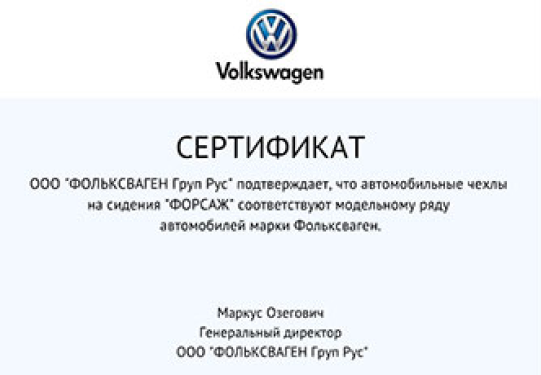 Volkswagen
СЕРТИФИКАТ
ООО "ФОЛЬКСВАГЕН Груп Рус" подтверждает, что автомобильные чехлы
на сидения "ФОРСАЖ" соответствуют модельному ряду
автомобилей марки Фольксваген.
Маркус Озегович
Генеральный директор
ООО "ФОЛЬКСВАГЕН Груп Рус"